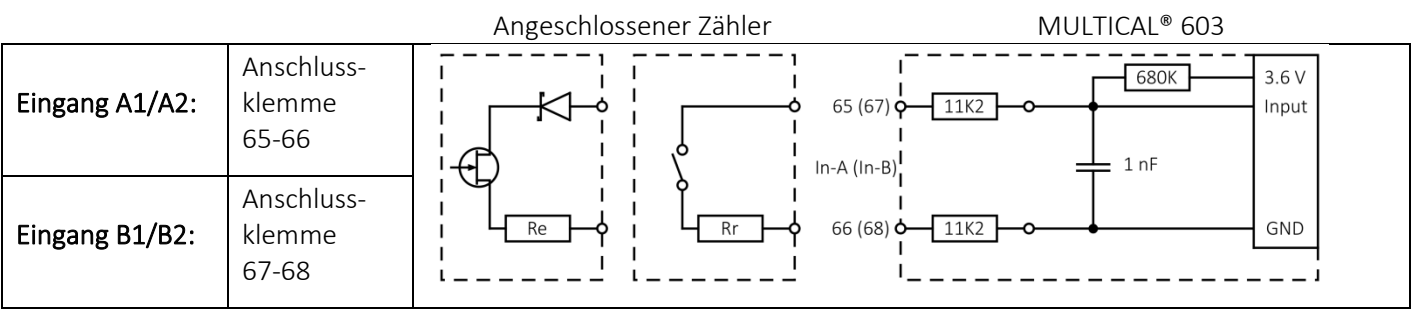 Angeschlossener Zähler
MULTICAL® 603
Eingang A1/A2:
Anschluss-
klemme
65-66
Eingang B1/B2:
Anschluss-
klemme
67-68
Re
Rr
65 (67)
In-A (In-B)
66 (68)
11K2
11K2
680K
1 nF
3.6 V
Input
GND